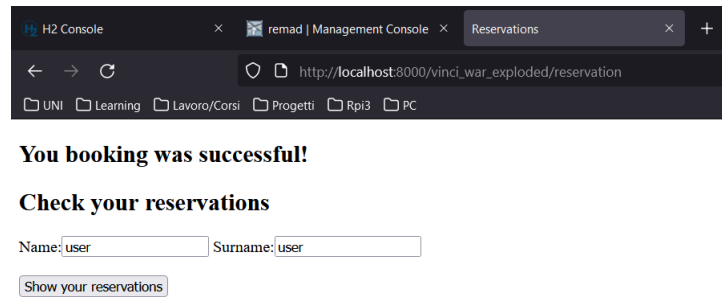 H2 Console
remad | Management Console
Reservations
http://localhost:8000/vinci_war_exploded/reservation
UNI Learning Lavoro/Corsi Progetti Rpi3 PC
You booking was successful!
Check your reservations
Name: user Surname: user
Show your reservations